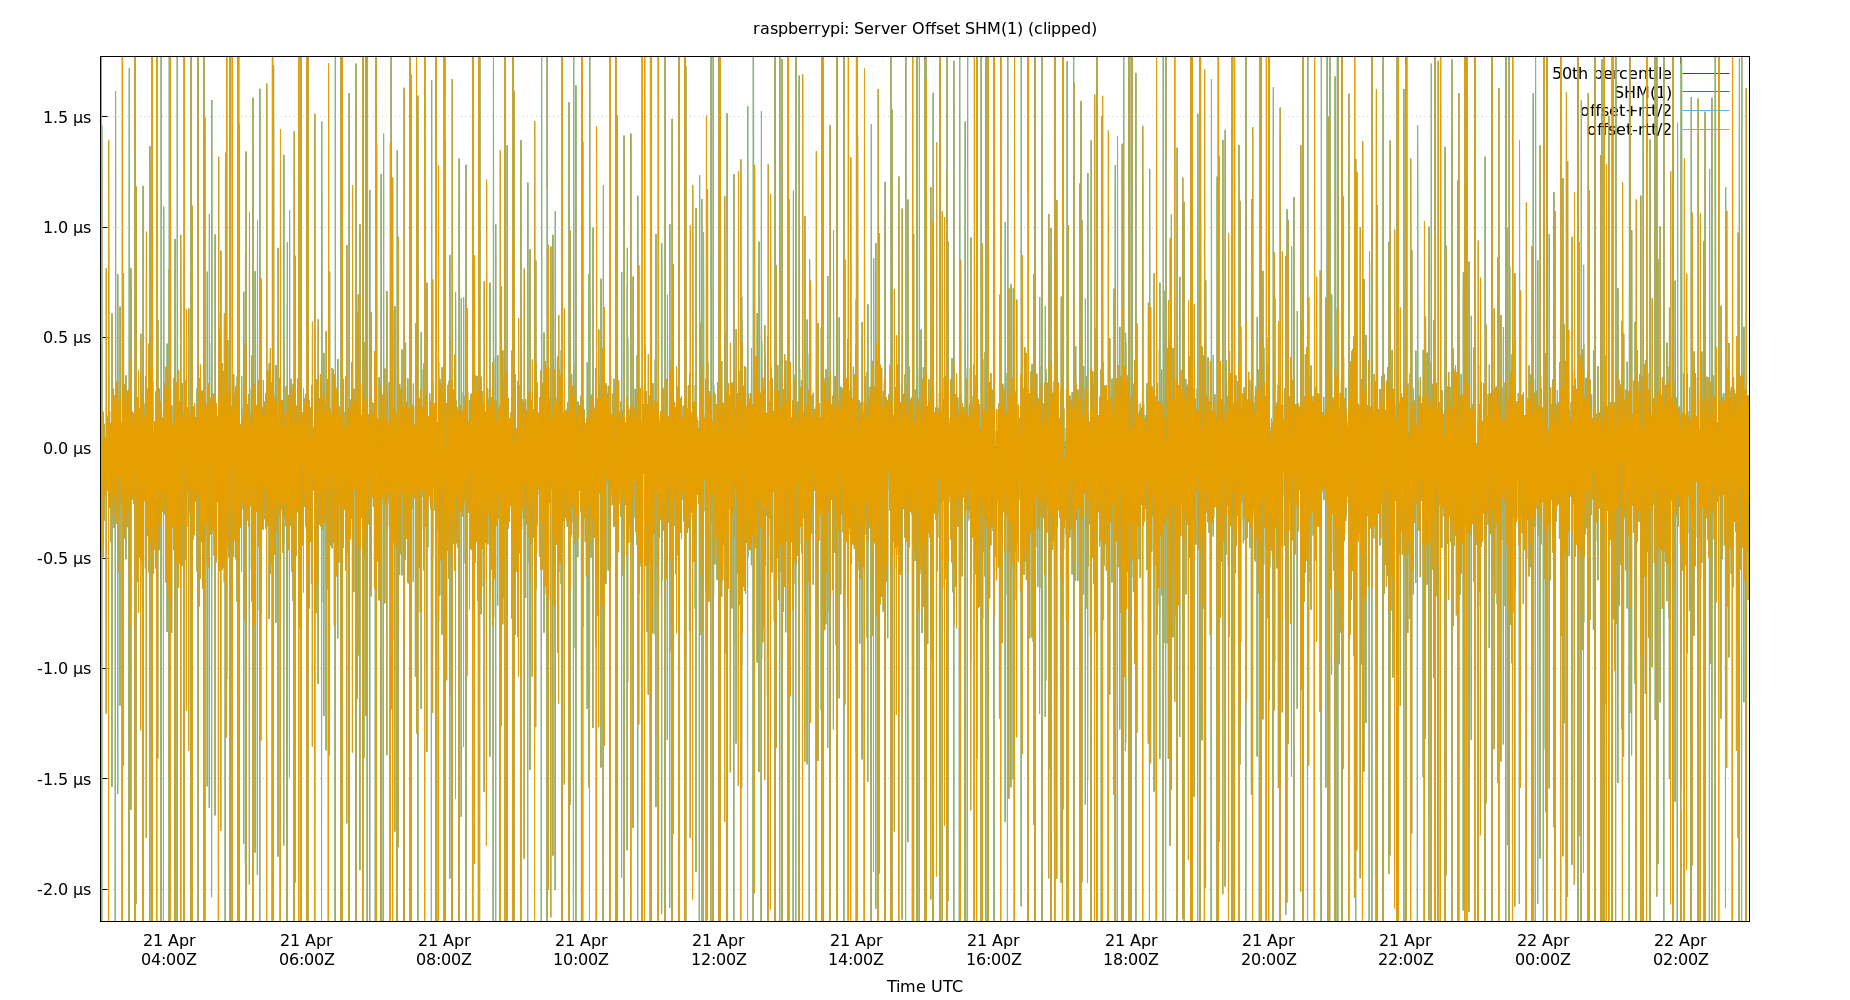 raspberrypi: Server Offset SHM(1) (clipped)
50th percentile
SHM(1)
offset+rtt/2
offset-rtt/2
1.5 µs
1.0 µs
0.5 µs
0.0 µs
-0.5 µs
-1.0 µs
-1.5 µs
-2.0 µs
21 Apr 21 Apr 21 Apr 21 Apr 21 Apr 21 Apr 21 Apr 21 Apr 21 Apr 21 Apr 22 Apr 22 Apr
04:00Z 06:00Z 08:00Z 10:00Z 12:00Z 14:00Z 16:00Z 18:00Z 20:00Z 22:00Z 00:00Z 02:00Z
Time UTC